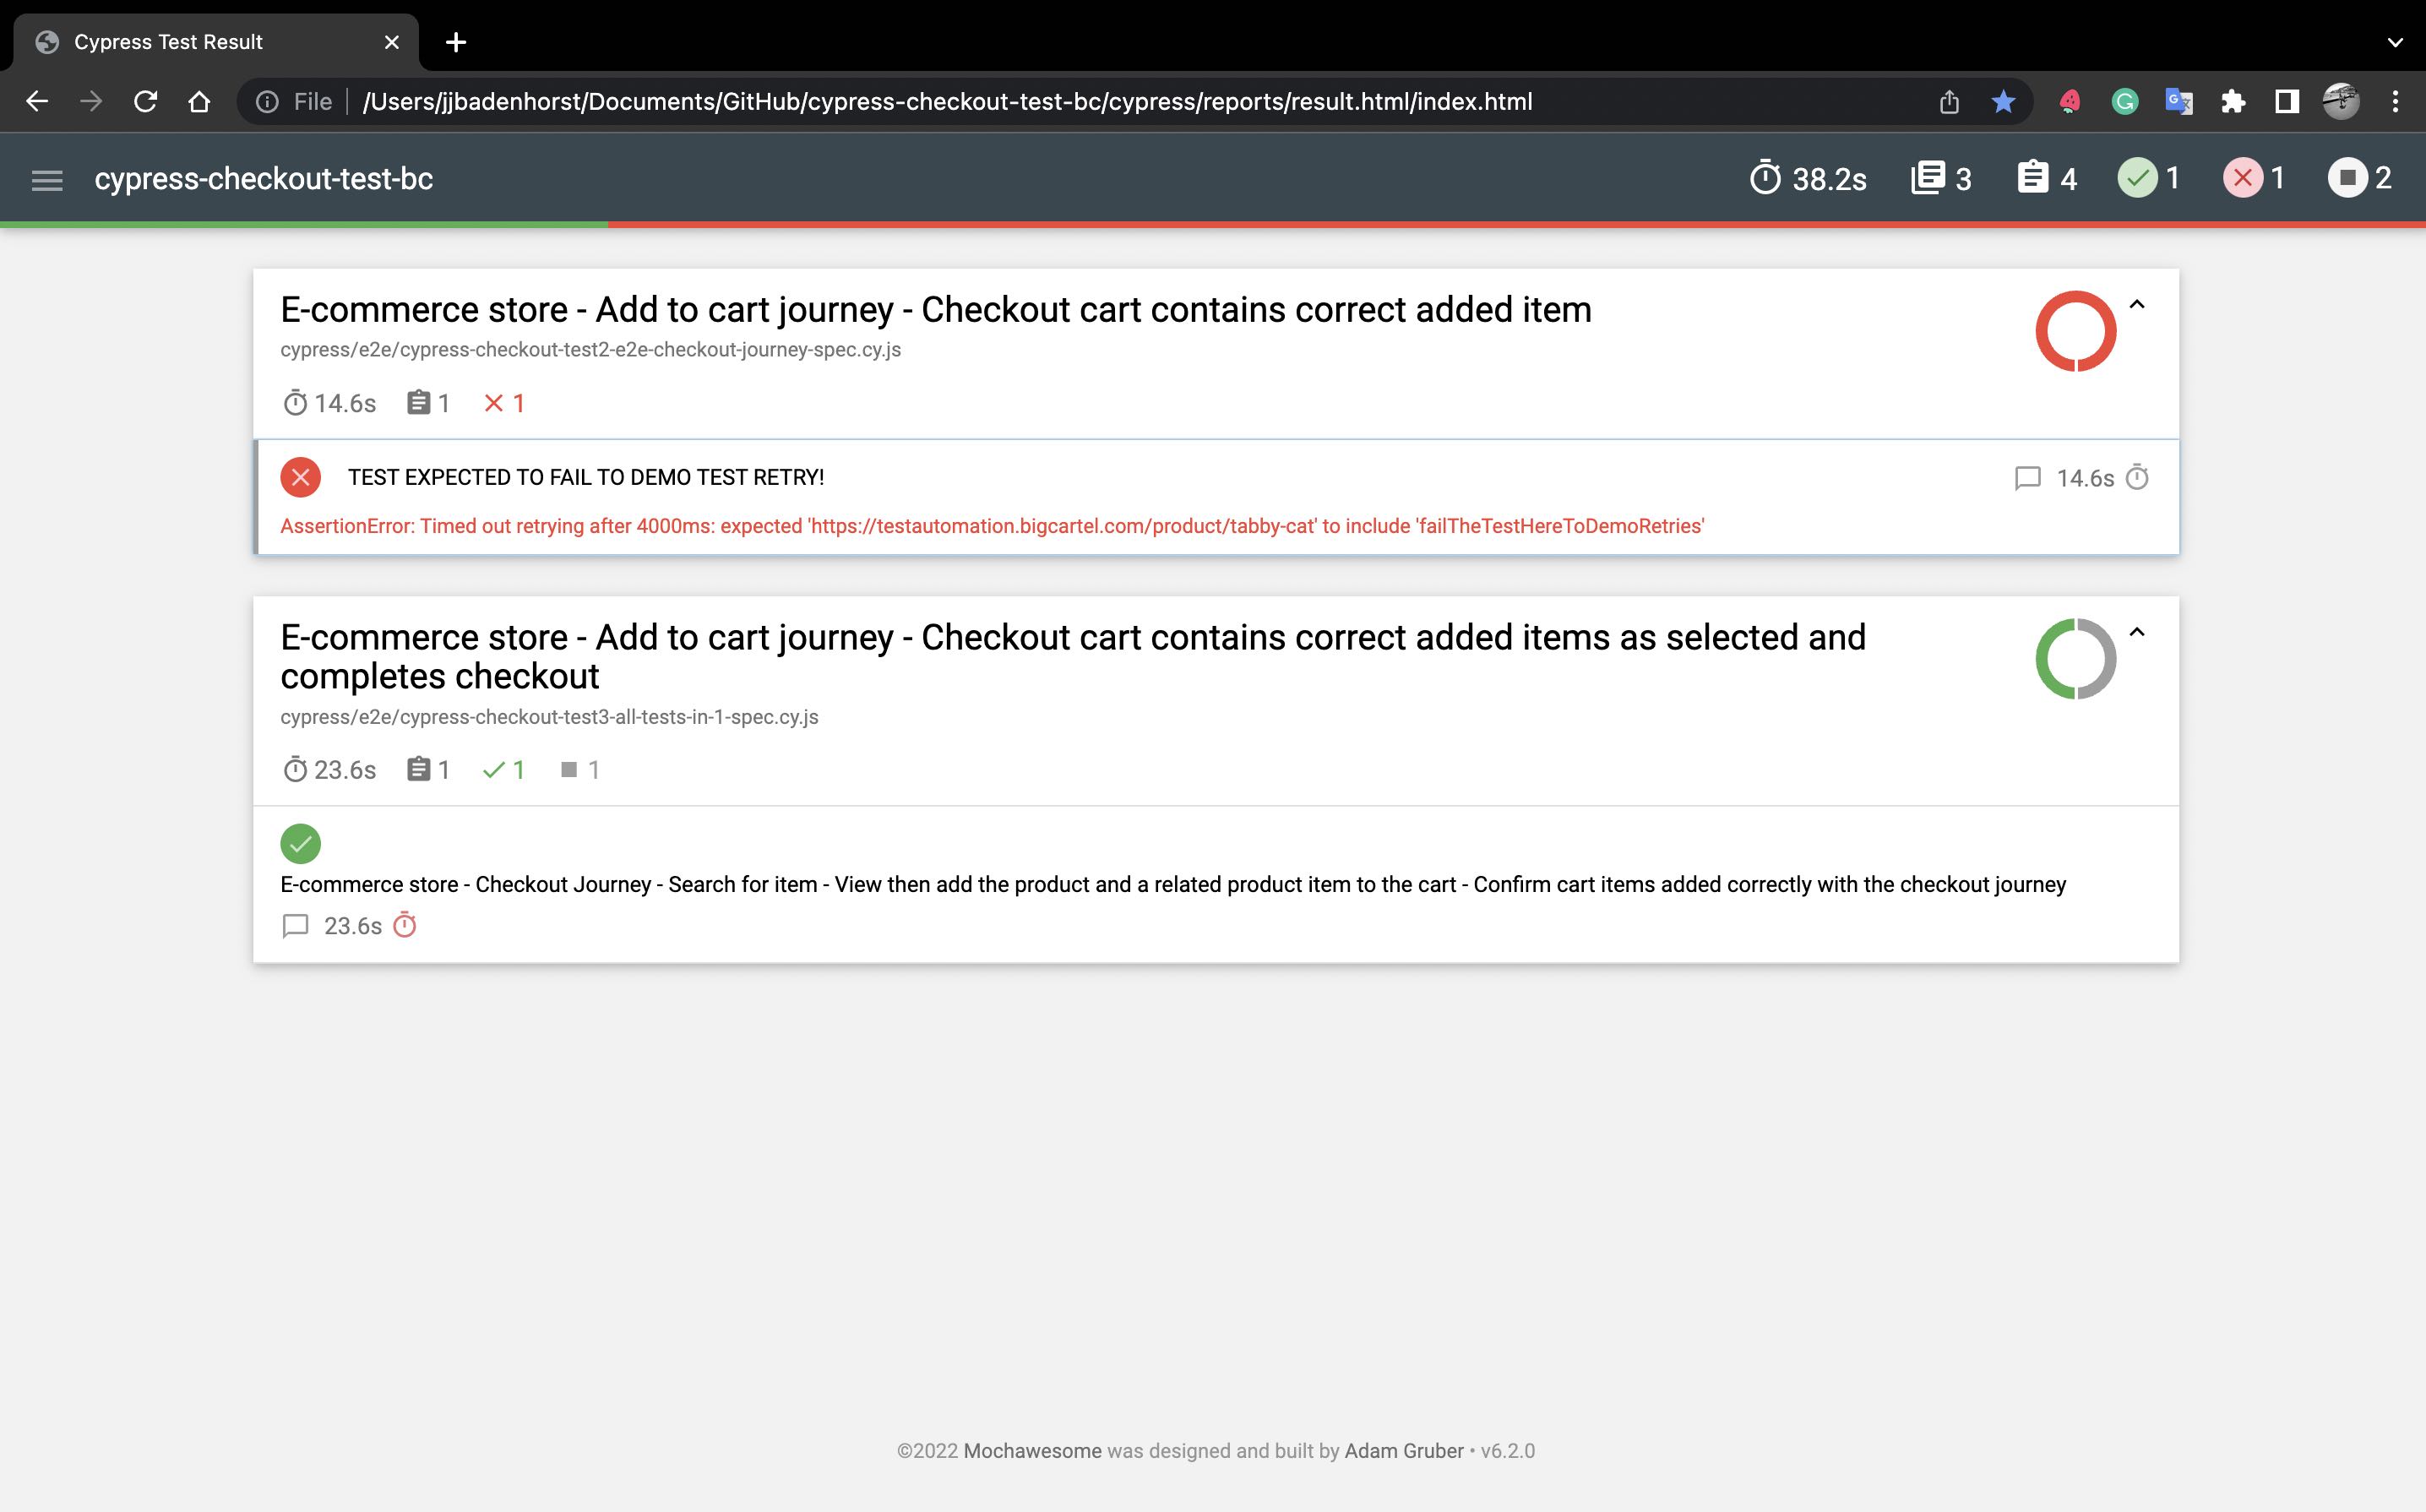 Cypress Test Result
File /Users/jjbadenhorst/Documents/GitHub/cypress-checkout-test-bc/cypress/reports/result.html/index.html
cypress-checkout-test-bc 38.2s 3 4 1 1 2
E-commerce store - Add to cart journey - Checkout cart contains correct added item
cypress/e2e/cypress-checkout-test2-e2e-checkout-journey-spec.cy.js
14.6s 1 1
TEST EXPECTED TO FAIL TO DEMO TEST RETRY! 14.6s
AssertionError: Timed out retrying after 4000ms: expected 'https://testautomation.bigcartel.com/product/tabby-cat' to include 'failTheTestHereToDemoRetries'
E-commerce store - Add to cart journey - Checkout cart contains correct added items as selected and
completes checkout
cypress/e2e/cypress-checkout-test3-all-tests-in-1-spec.cy.js
23.6s 1 1 1
E-commerce store - Checkout Journey - Search for item - View then add the product and a related product item to the cart - Confirm cart items added correctly with the checkout journey
23.6s
©2022 Mochawesome was designed and built by Adam Gruber • v6.2.0